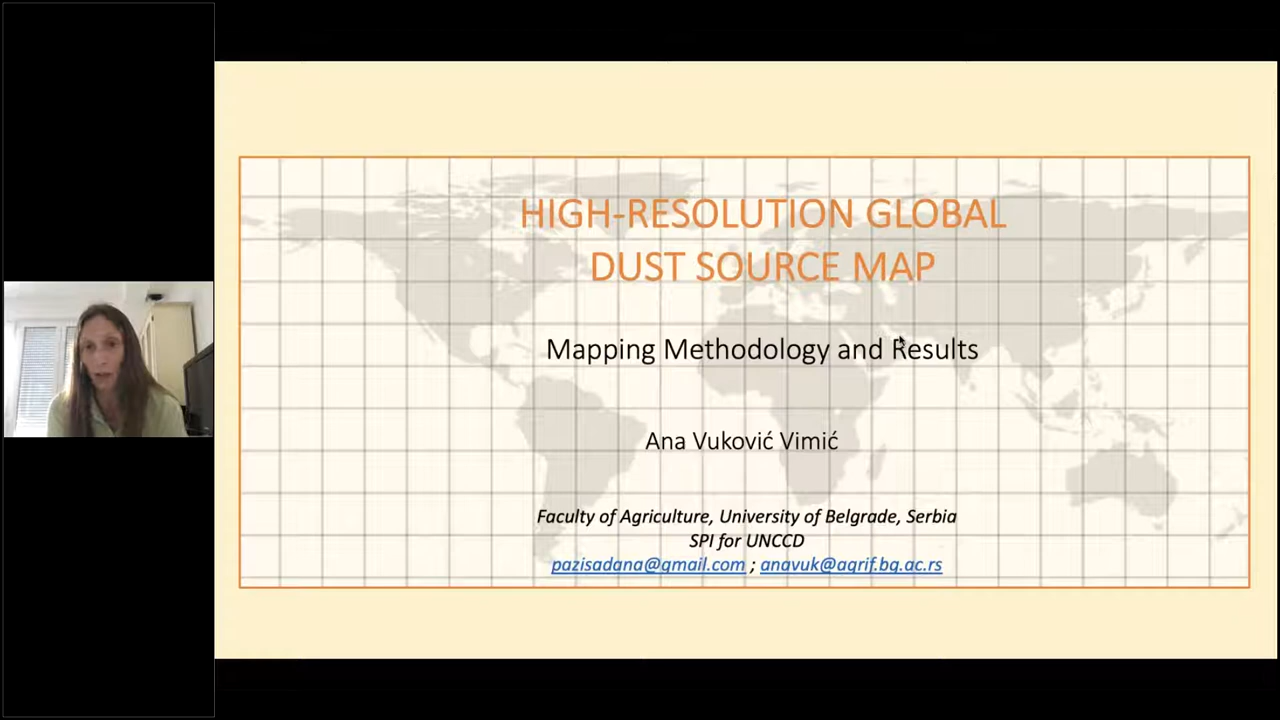 HIGH-RESOLUTION GLOBAL
DUST SOURCE MAP
Mapping Methodology and Results
Ana Vuković Vimić
Faculty of Agriculture, University of Belgrade, Serbia
SPI for UNCCD
pazisadana@gmail.com ; anavuk@agrif.bg.ac.rs